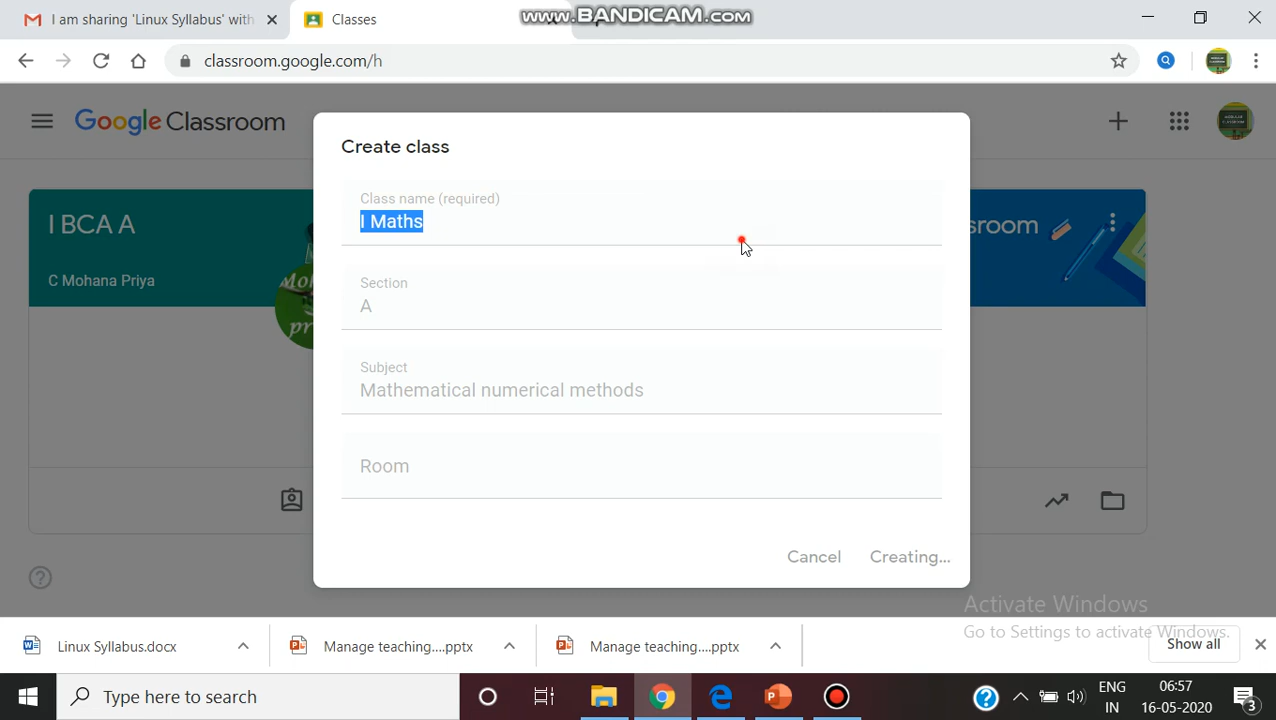 I am sharing 'Linux Syllabus' with
Classes
www.BANDICAM.com
classroom.google.com/h
Google Classroom
Create class
Class name (required)
I Maths
Section
A
Subject
Mathematical numerical methods
Room
Cancel
Creating...
I BCA A
C Mohana Priya
sroom
Activate Windows
Go to Settings to activate Windows.
Linux Syllabus.docx
Manage teaching....pptx
Manage teaching....pptx
Show all
Type here to search
ENG
IN
06:57
16-05-2020
3